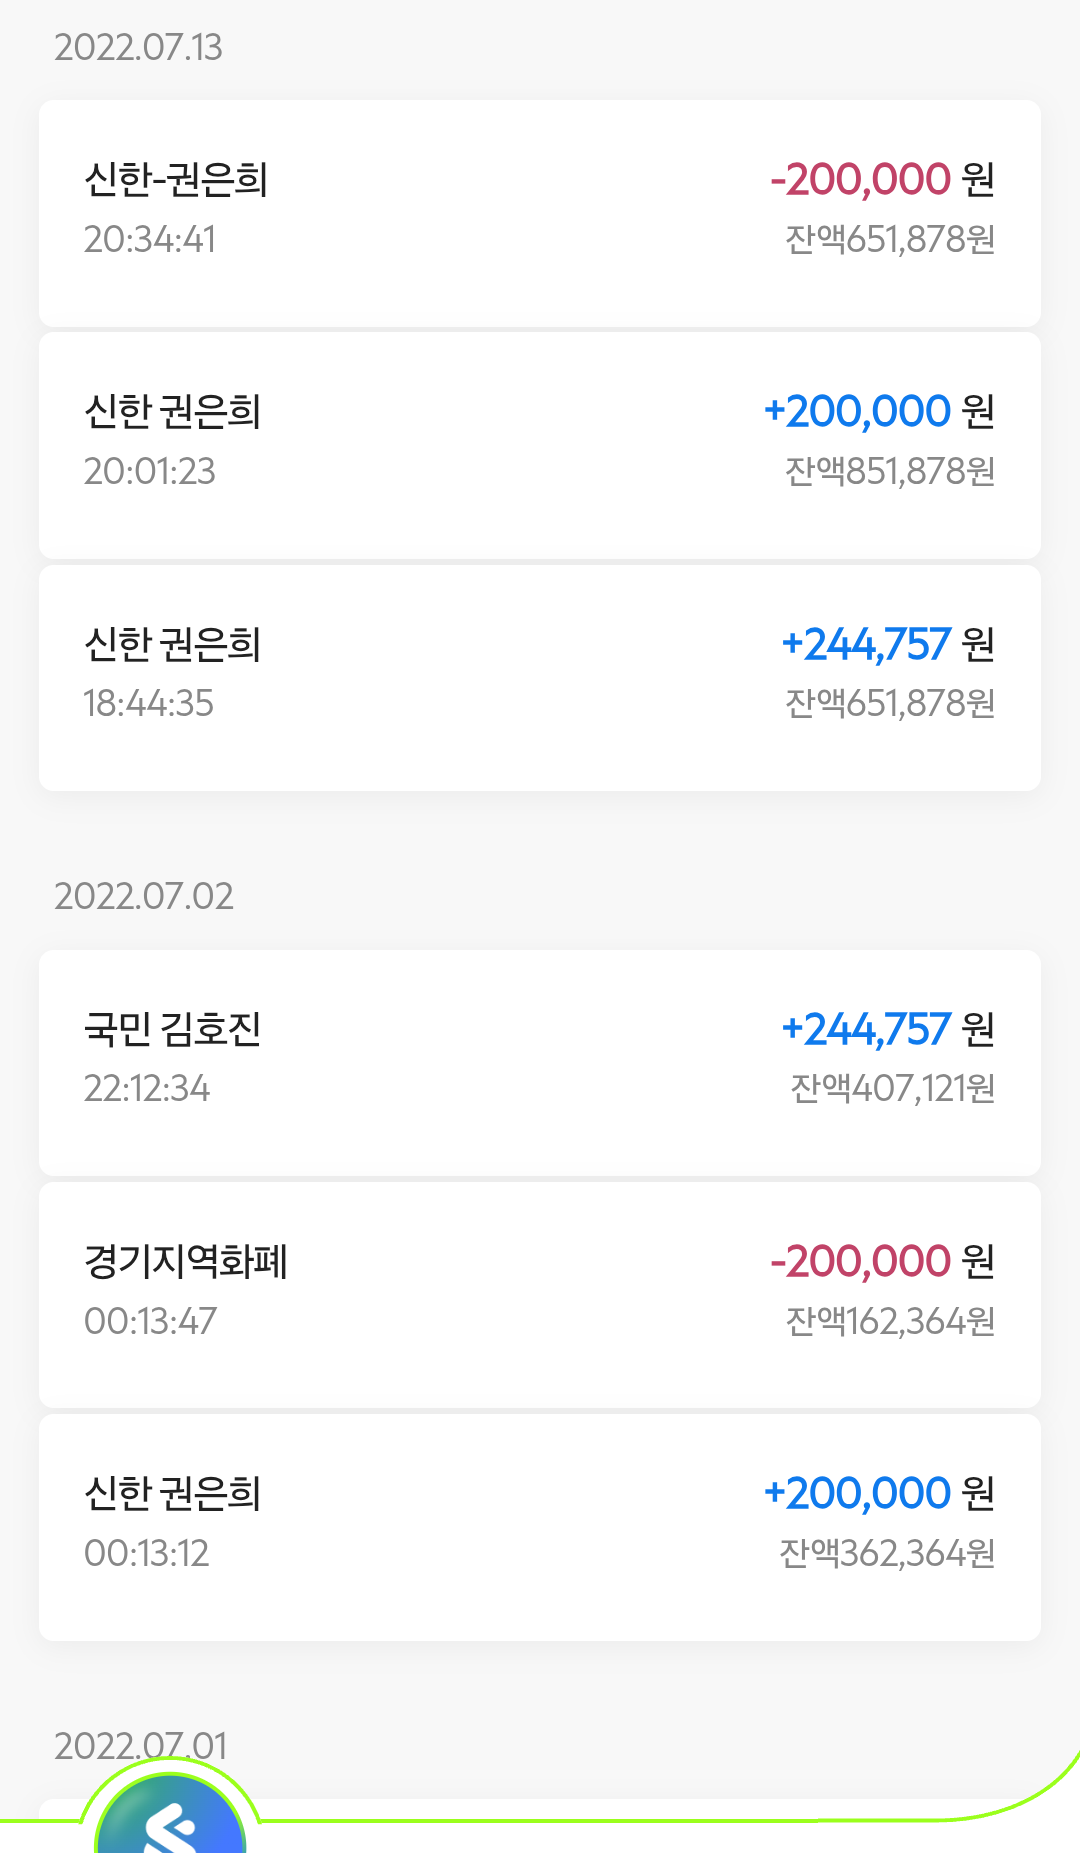 2022.07.13
신한-권은희 -200,000 원
20:34:41 잔액651,878원
신한 권은희 +200,000 원
20:01:23 잔액851,878원
신한 권은희 +244,757 원
18:44:35 잔액651,878원
2022.07.02
국민 김호진 +244,757 원
22:12:34 잔액407,121원
경기지역화폐 -200,000 원
00:13:47 잔액162,364원
신한 권은희 +200,000 원
00:13:12 잔액362,364원
2022.07.01